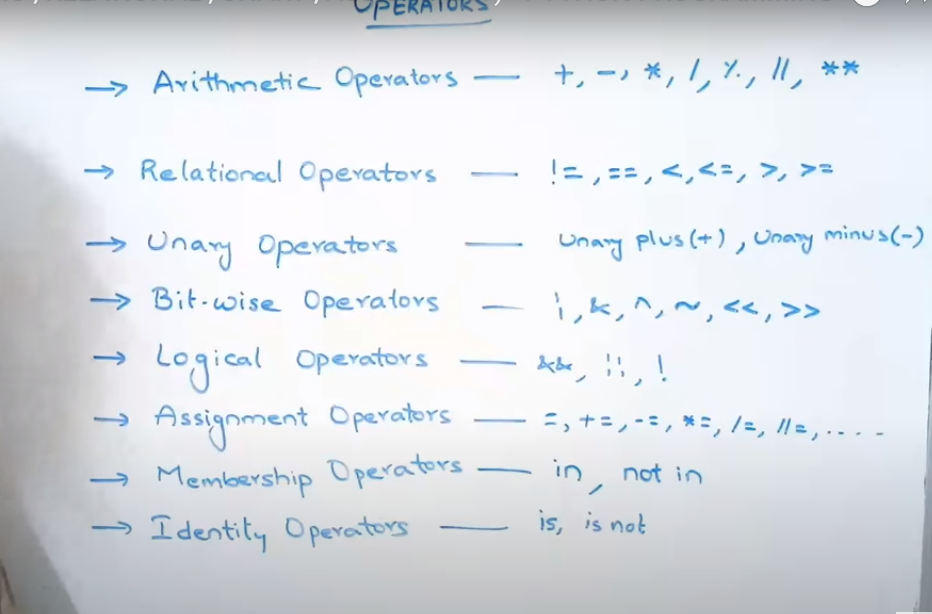 OPERATORS
→ Arithmetic Operators — +, -, *, /, %, //, **
→ Relational Operators — !=, ==, <, <=, >, >=
→ Unary Operators — Unary plus(+), Unary minus(-)
→ Bit-wise Operators — ¦, &, ^, ~, <<, >>
→ Logical Operators — &&, ¦¦, !
→ Assignment Operators — =, +=, -=, *=, /=, //=, ....
→ Membership Operators — in, not in
→ Identity Operators — is, is not